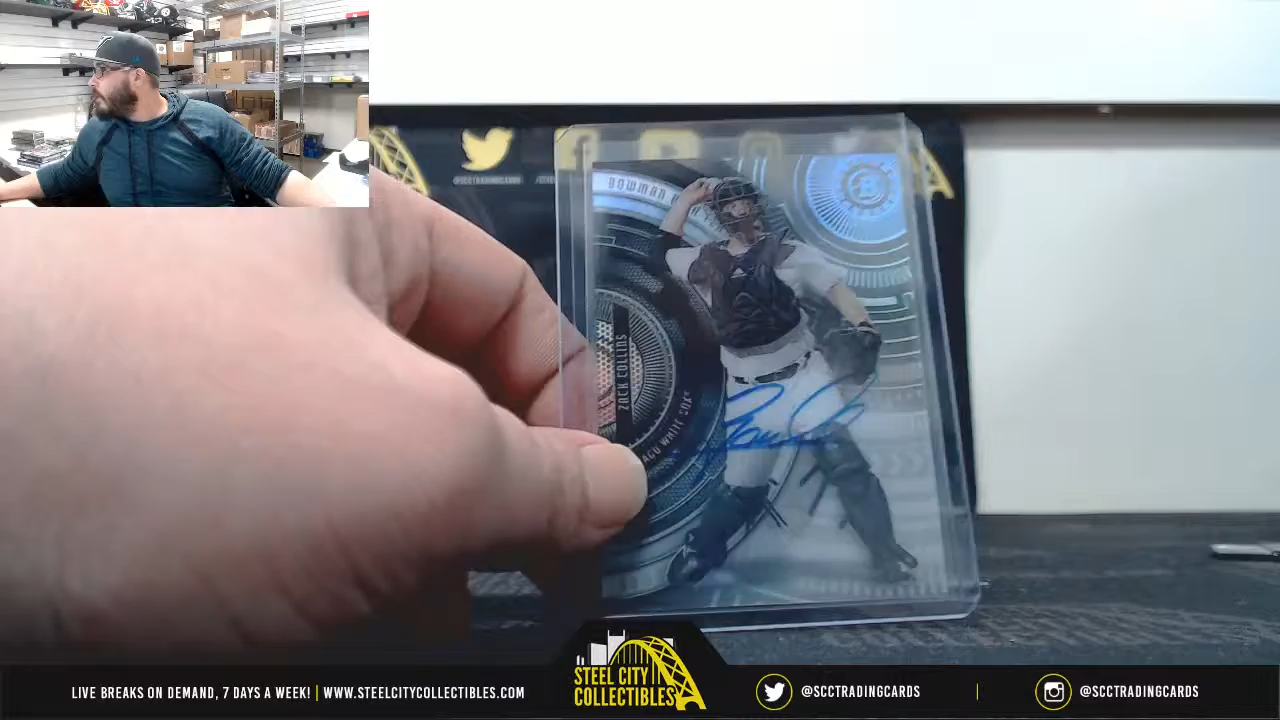 @SCCTRADINGCARDS
BOWMAN
ZACK COLLINS
AGO WHITE SOX
LIVE BREAKS ON DEMAND, 7 DAYS A WEEK! | WWW.STEELCITYCOLLECTIBLES.COM
STEEL CITY
COLLECTIBLES
@SCCTRADINGCARDS
@SCCTRADINGCARDS